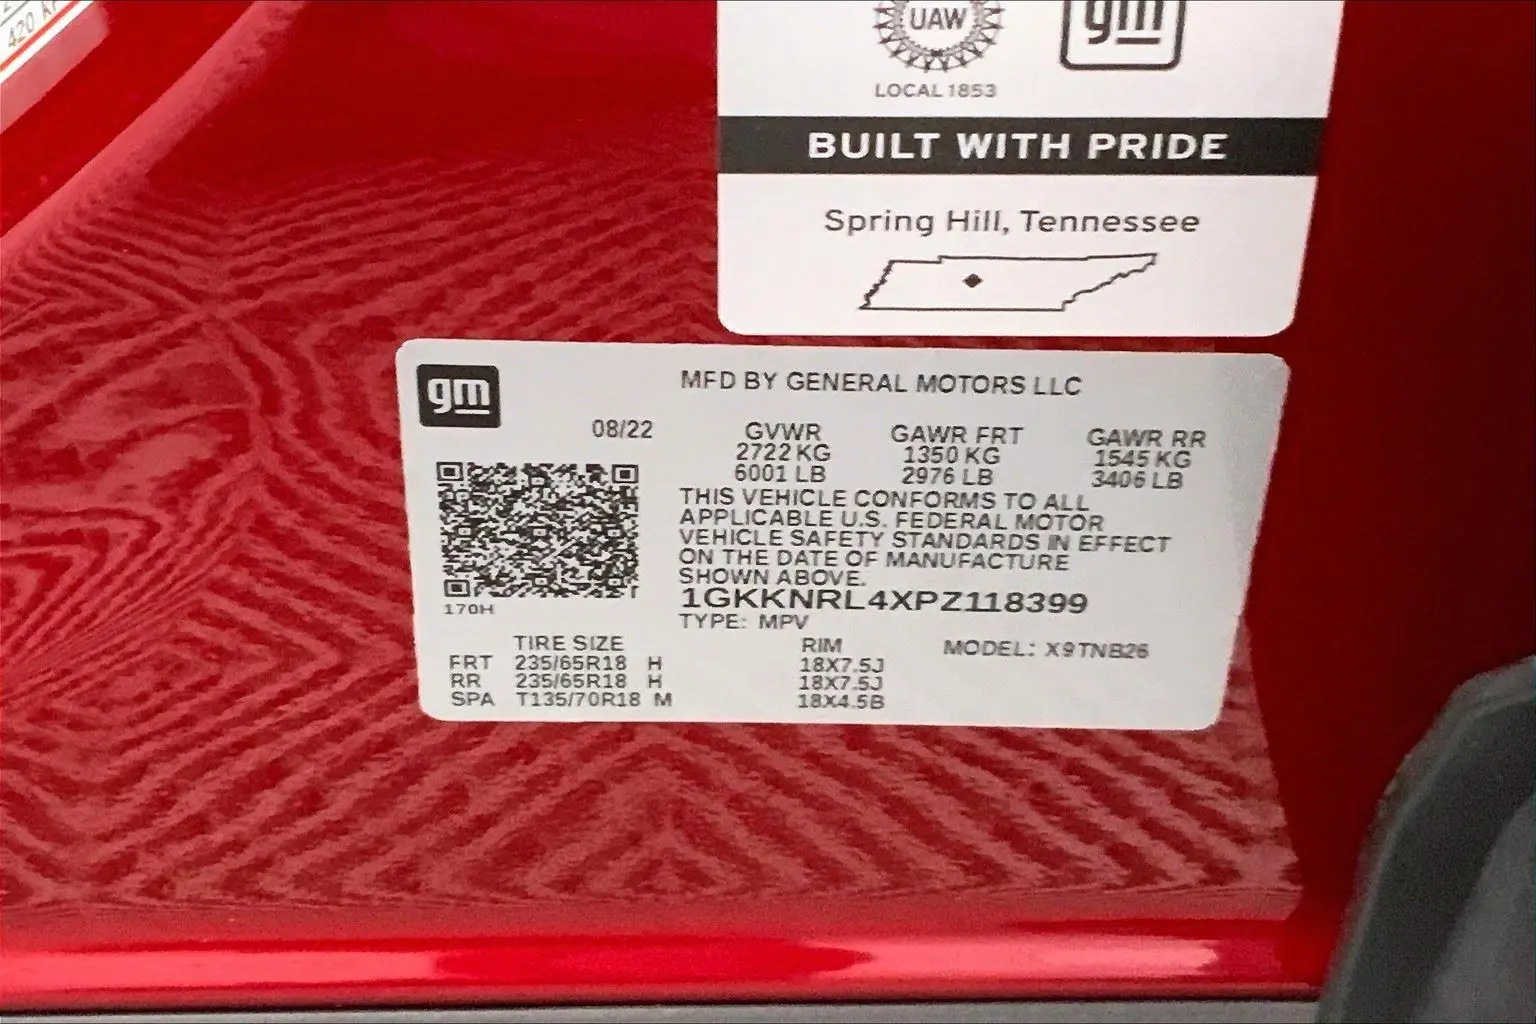 420 KP
UAW
gm
LOCAL 1853
BUILT WITH PRIDE
Spring Hill, Tennessee
gm
MFD BY GENERAL MOTORS LLC
08/22 GVWR GAWR FRT GAWR RR
2722 KG 1350 KG 1545 KG
6001 LB 2976 LB 3406 LB
THIS VEHICLE CONFORMS TO ALL
APPLICABLE U.S. FEDERAL MOTOR
VEHICLE SAFETY STANDARDS IN EFFECT
ON THE DATE OF MANUFACTURE
SHOWN ABOVE.
170H
1GKKNRL4XPZ118399
TYPE: MPV
TIRE SIZE RIM MODEL: X9TNB26
FRT 235/65R18 H 18X7.5J
RR 235/65R18 H 18X7.5J
SPA T135/70R18 M 18X4.5B